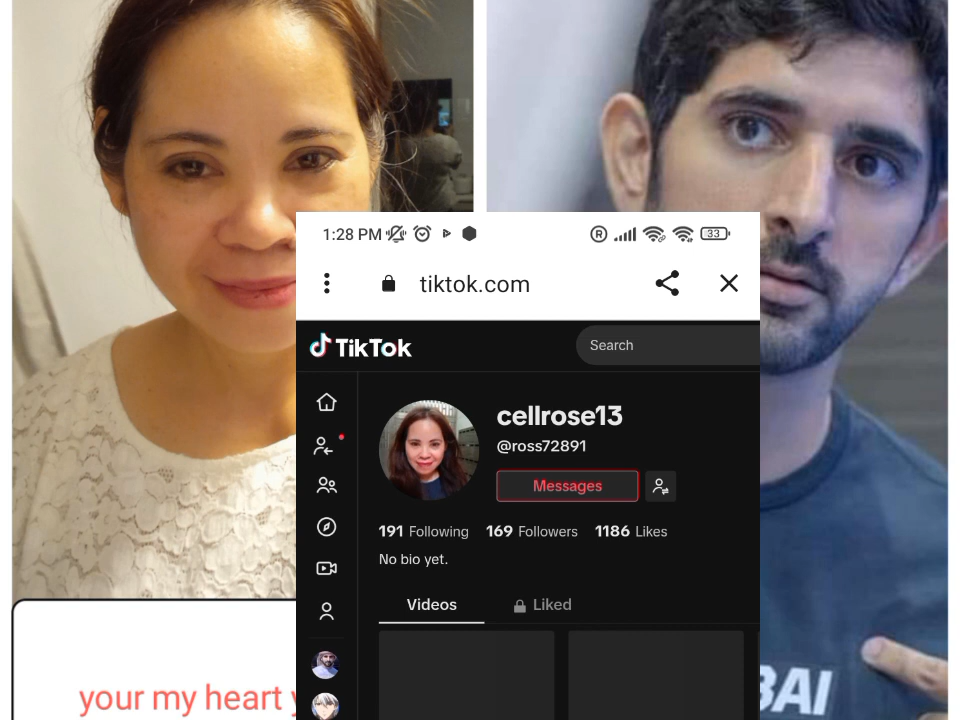 1:28 PM
33
tiktok.com
TikTok
Search
cellrose13
@ross72891
Messages
191 Following 169 Followers 1186 Likes
No bio yet.
Videos Liked
your my heart
BAI